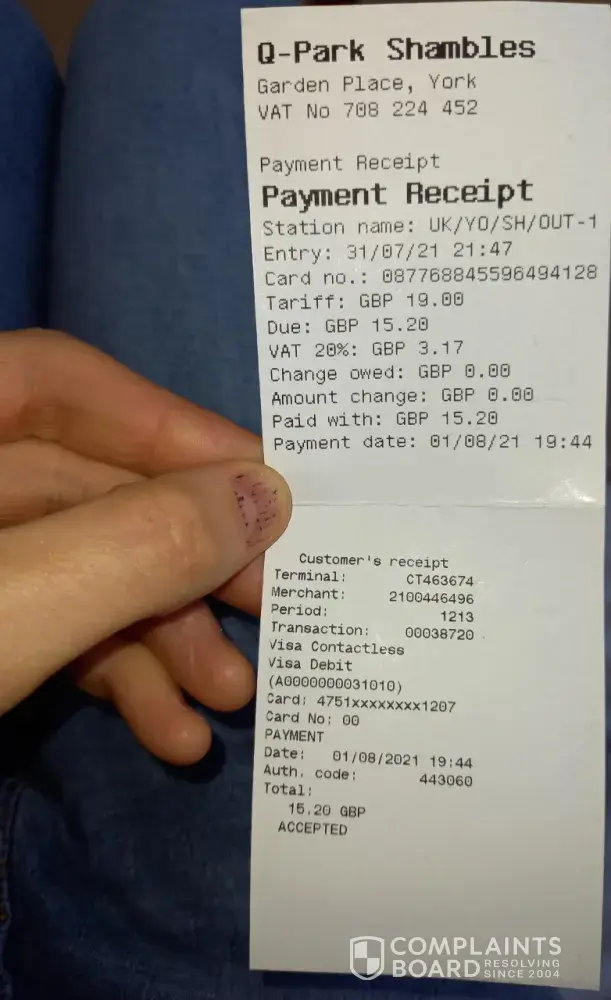 Q-Park Shambles
Garden Place, York
VAT No 708 224 452
Payment Receipt
Payment Receipt
Station name: UK/YO/SH/OUT-1
Entry: 31/07/21 21:47
Card no.: 087768845596494128
Tariff: GBP 19.00
Due: GBP 15.20
VAT 20%: GBP 3.17
Change owed: GBP 0.00
Amount change: GBP 0.00
Paid with: GBP 15.20
Payment date: 01/08/21 19:44
Customer's receipt
Terminal: CT463674
Merchant: 2100446496
Period: 1213
Transaction: 00038720
Visa Contactless
Visa Debit
(A0000000031010)
Card: 4751xxxxxxxx1207
Card No: 00
PAYMENT
Date: 01/08/2021 19:44
Auth. code: 443060
Total:
15.20 GBP
ACCEPTED
COMPLAINTS
BOARD RESOLVING SINCE 2004